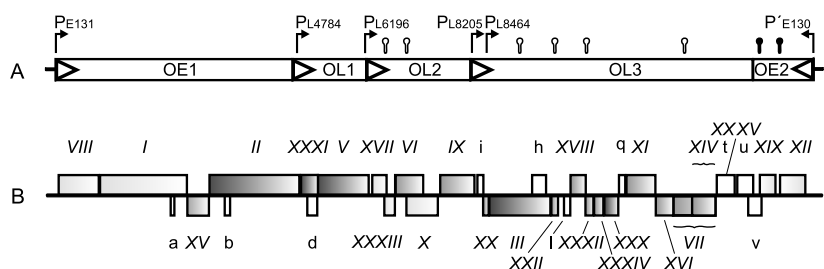 PE131 PL4784 PL6196 PL8205 PL8464 P´E130
A OE1 OL1 OL2 OL3 OE2
XXXV
VIII I II XXXI V XVII VI IX i h XVIII q XI XIV t u XIX XII
B
a XV b d XXXIII X XX III l XXXII XXX VII v
XXII XXXIV XVI